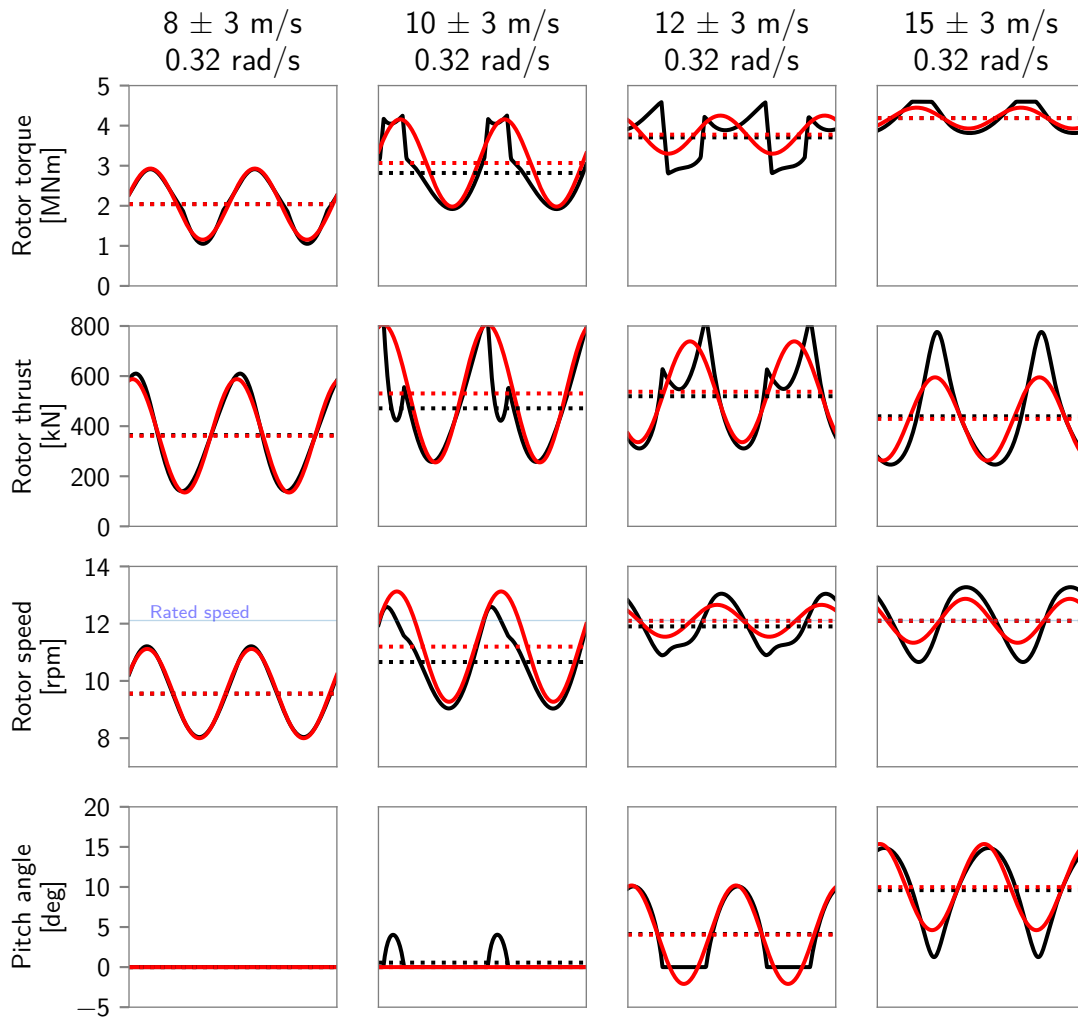 8 ± 3 m/s
0.32 rad/s
10 ± 3 m/s
0.32 rad/s
12 ± 3 m/s
0.32 rad/s
15 ± 3 m/s
0.32 rad/s
Rotor torque
[MNm]
5
4
3
2
1
0
Rotor thrust
[kN]
800
600
400
200
0
Rotor speed
[rpm]
14
12
10
8
Rated speed
Pitch angle
[deg]
20
15
10
5
0
−5